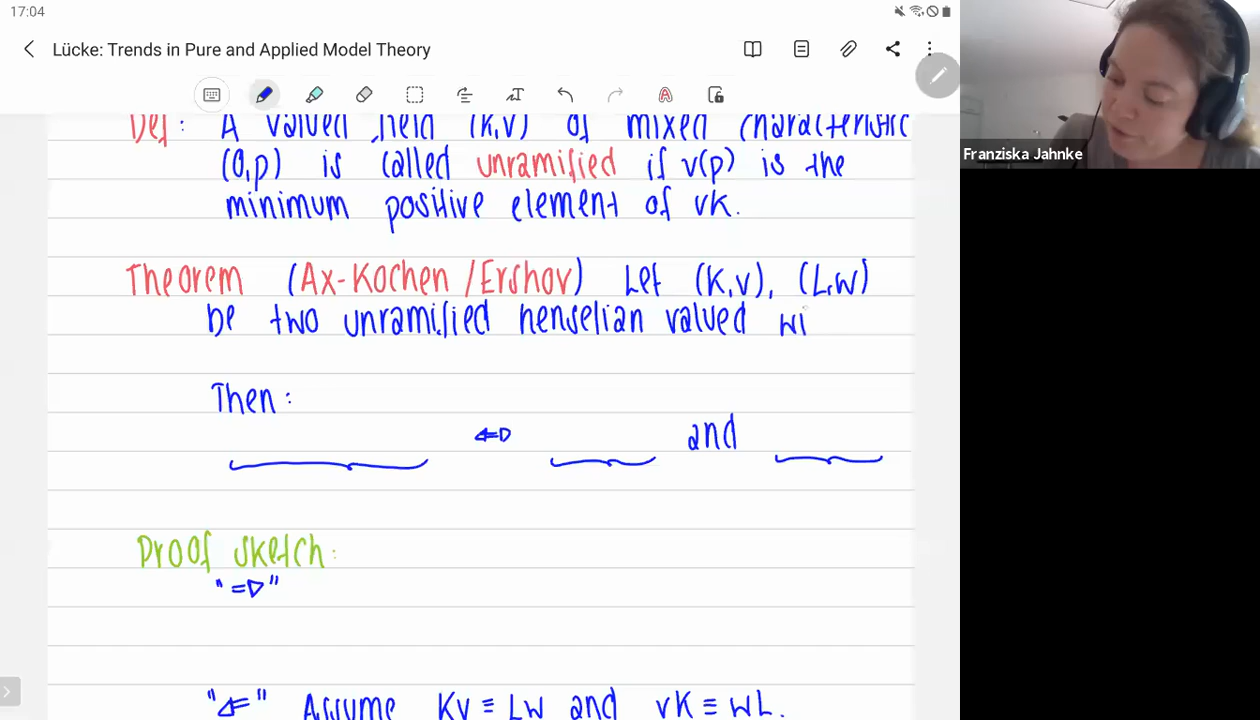 17:04
Lücke: Trends in Pure and Applied Model Theory
Franziska Jahnke
Def: A valued field (K,v) of mixed characteristic
(0,p) is called unramified if v(p) is the
minimum positive element of vK.
Theorem (Ax-Kochen/Ershov) Let (K,v), (L,w)
be two unramified henselian valued wi
Then:
⇔ and
Proof sketch:
"⇒"
"⇐" Assume Kv ≡ Lw and vK ≡ wL.